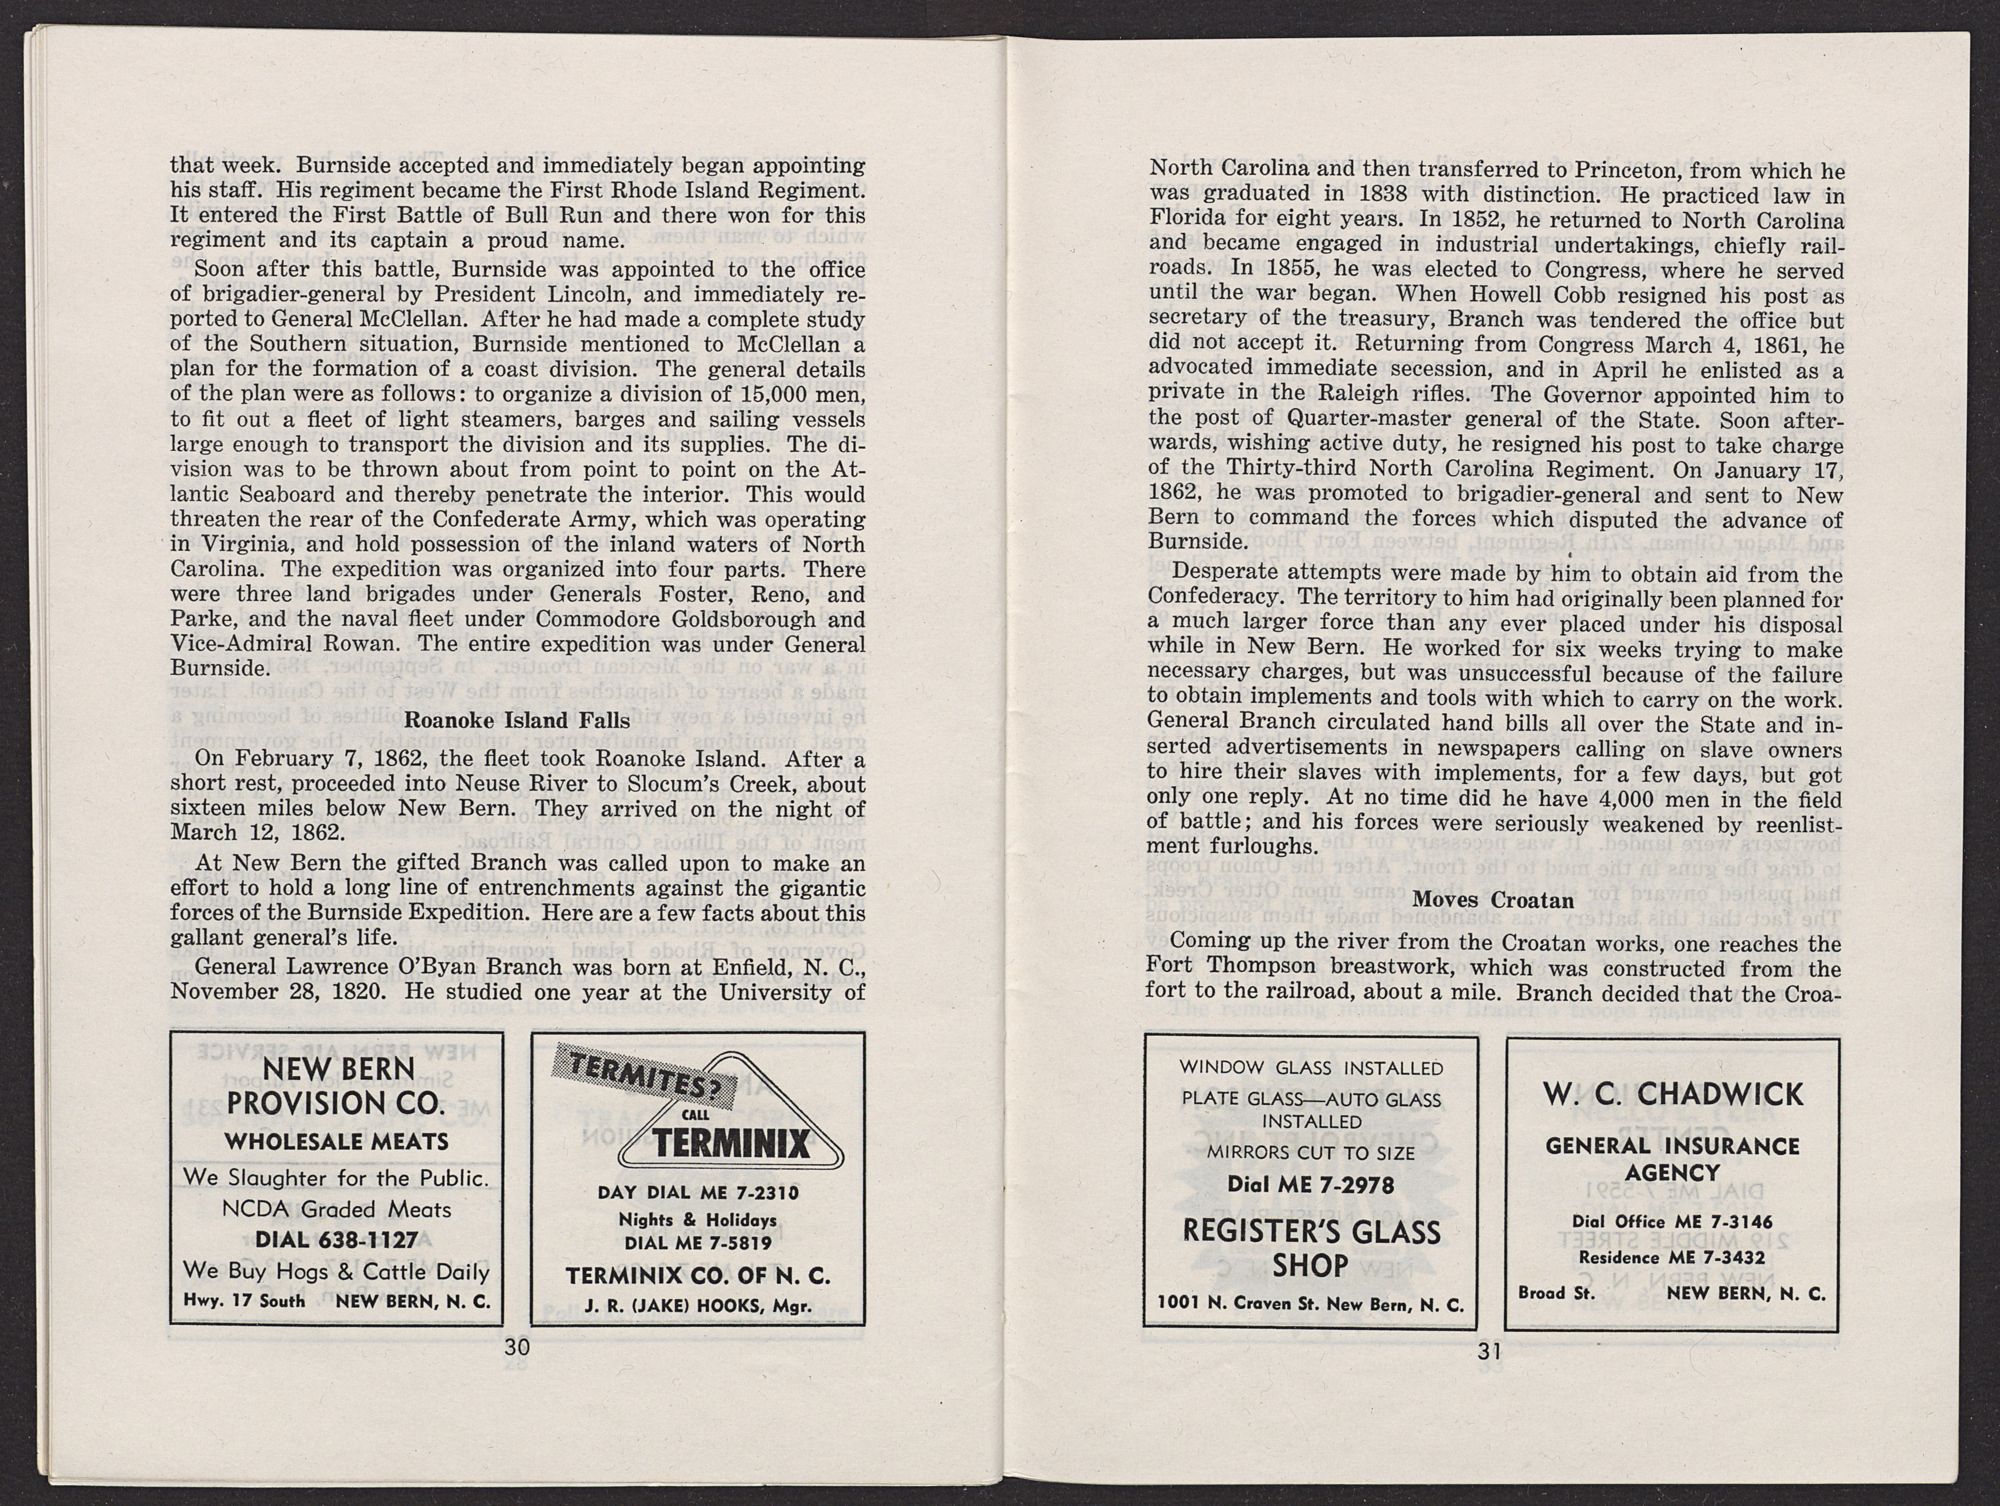 that week. Burnside accepted and immediately began appointing
his staff. His regiment became the First Rhode Island Regiment.
It entered the First Battle of Bull Run and there won for this
regiment and its captain a proud name.
Soon after this battle, Burnside was appointed to the office
of brigadier-general by President Lincoln, and immediately re-
ported to General McClellan. After he had made a complete study
of the Southern situation, Burnside mentioned to McClellan a
plan for the formation of a coast division. The general details
of the plan were as follows: to organize a division of 15,000 men,
to fit out a fleet of light steamers, barges and sailing vessels
large enough to transport the division and its supplies. The di-
vision was to be thrown about from point to point on the At-
lantic Seaboard and thereby penetrate the interior. This would
threaten the rear of the Confederate Army, which was operating
in Virginia, and hold possession of the inland waters of North
Carolina. The expedition was organized into four parts. There
were three land brigades under Generals Foster, Reno, and
Parke, and the naval fleet under Commodore Goldsborough and
Vice-Admiral Rowan. The entire expedition was under General
Burnside.
Roanoke Island Falls
On February 7, 1862, the fleet took Roanoke Island. After a
short rest, proceeded into Neuse River to Slocum's Creek, about
sixteen miles below New Bern. They arrived on the night of
March 12, 1862.
At New Bern the gifted Branch was called upon to make an
effort to hold a long line of entrenchments against the gigantic
forces of the Burnside Expedition. Here are a few facts about this
gallant general's life.
General Lawrence O'Byan Branch was born at Enfield, N. C.,
November 28, 1820. He studied one year at the University of
NEW BERN
PROVISION CO.
WHOLESALE MEATS
We Slaughter for the Public.
NCDA Graded Meats
DIAL 638-1127
We Buy Hogs & Cattle Daily
Hwy. 17 South NEW BERN, N. C.
TERMITES?
CALL
TERMINIX
DAY DIAL ME 7-2310
Nights & Holidays
DIAL ME 7-5819
TERMINIX CO. OF N. C.
J. R. (JAKE) HOOKS, Mgr.
30
North Carolina and then transferred to Princeton, from which he
was graduated in 1838 with distinction. He practiced law in
Florida for eight years. In 1852, he returned to North Carolina
and became engaged in industrial undertakings, chiefly rail-
roads. In 1855, he was elected to Congress, where he served
until the war began. When Howell Cobb resigned his post as
secretary of the treasury, Branch was tendered the office but
did not accept it. Returning from Congress March 4, 1861, he
advocated immediate secession, and in April he enlisted as a
private in the Raleigh rifles. The Governor appointed him to
the post of Quarter-master general of the State. Soon after-
wards, wishing active duty, he resigned his post to take charge
of the Thirty-third North Carolina Regiment. On January 17,
1862, he was promoted to brigadier-general and sent to New
Bern to command the forces which disputed the advance of
Burnside.
Desperate attempts were made by him to obtain aid from the
Confederacy. The territory to him had originally been planned for
a much larger force than any ever placed under his disposal
while in New Bern. He worked for six weeks trying to make
necessary charges, but was unsuccessful because of the failure
to obtain implements and tools with which to carry on the work.
General Branch circulated hand bills all over the State and in-
serted advertisements in newspapers calling on slave owners
to hire their slaves with implements, for a few days, but got
only one reply. At no time did he have 4,000 men in the field
of battle; and his forces were seriously weakened by reenlist-
ment furloughs.
Moves Croatan
Coming up the river from the Croatan works, one reaches the
Fort Thompson breastwork, which was constructed from the
fort to the railroad, about a mile. Branch decided that the Croa-
WINDOW GLASS INSTALLED
PLATE GLASS—AUTO GLASS
INSTALLED
MIRRORS CUT TO SIZE
Dial ME 7-2978
REGISTER'S GLASS
SHOP
1001 N. Craven St. New Bern, N. C.
W. C. CHADWICK
GENERAL INSURANCE
AGENCY
Dial Office ME 7-3146
Residence ME 7-3432
Broad St. NEW BERN, N. C.
31